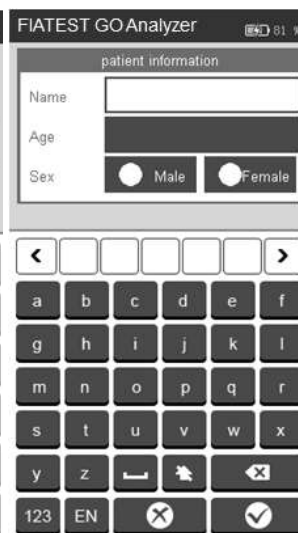 FIATEST GO Analyzer 81 %
patient information
Name
Age
Sex Male Female
a b c d e f
g h i j k l
m n o p q r
s t u v w x
y z
123 EN